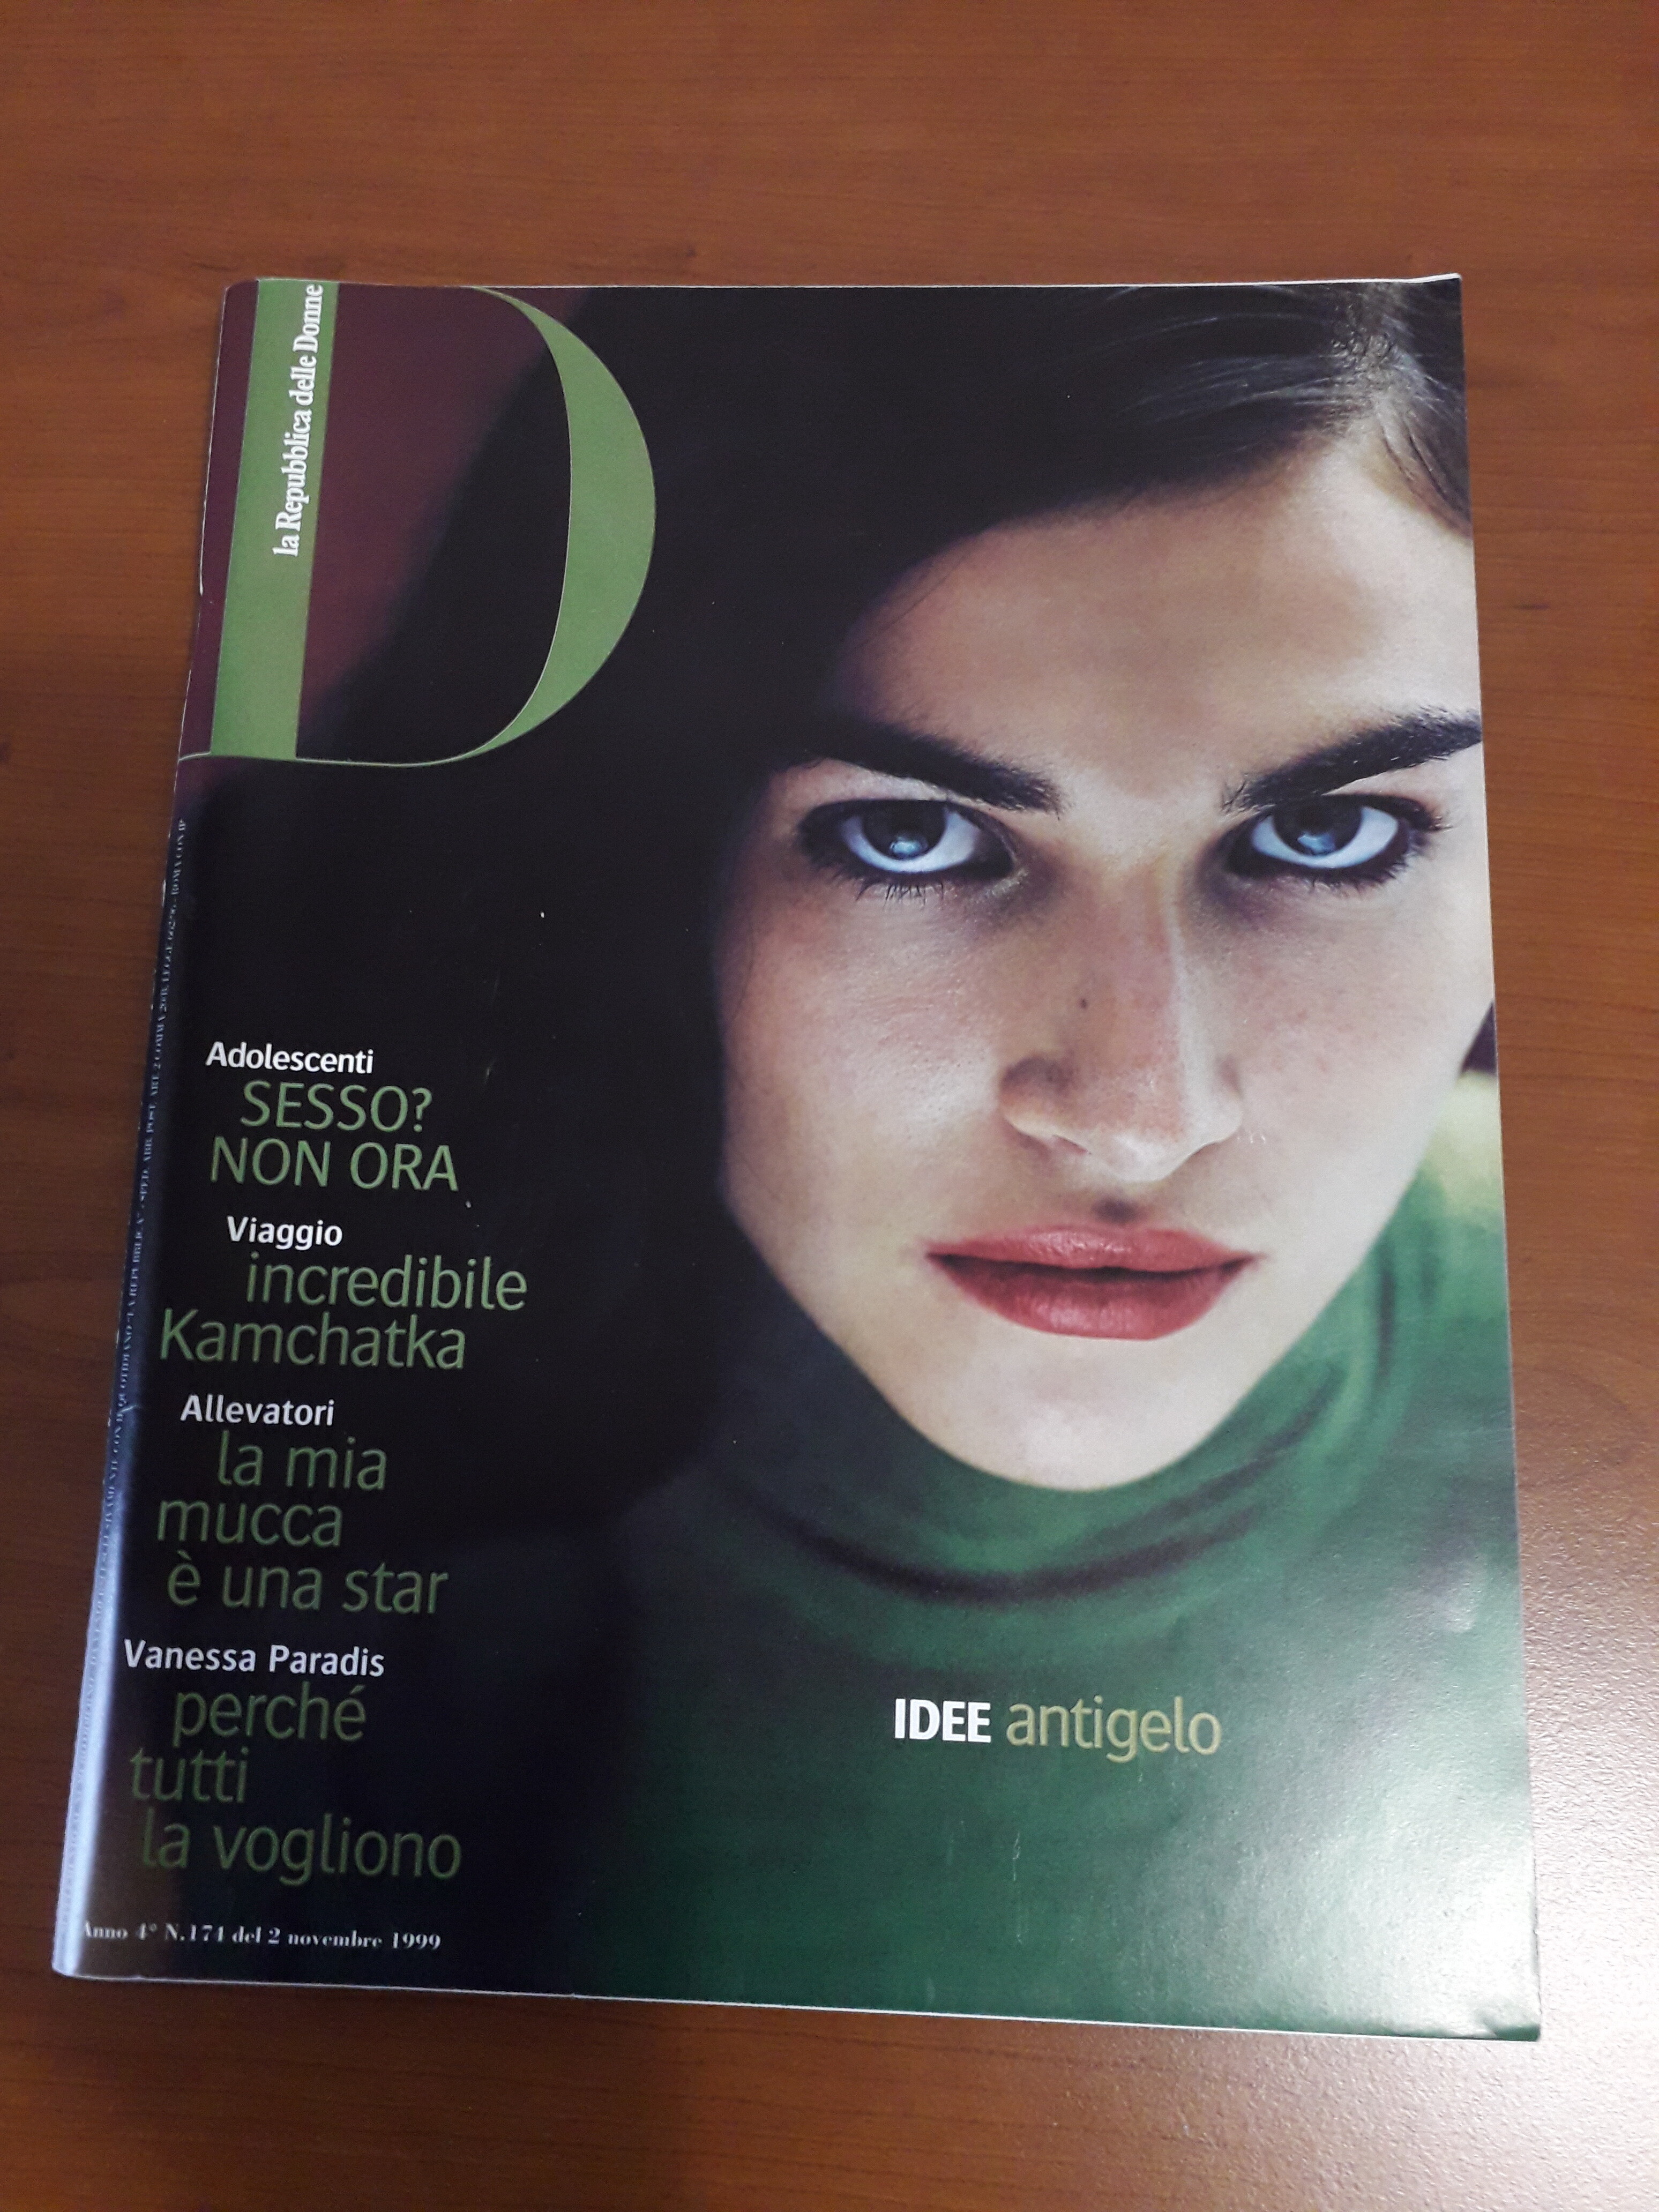 D
la Repubblica delle Donne
Adolescenti
SESSO?
NON ORA
Viaggio
incredibile
Kamchatka
Allevatori
la mia
mucca
è una star
Vanessa Paradis
perché
tutti
la vogliono
IDEE antigelo
Anno 4° N.174 del 2 novembre 1999